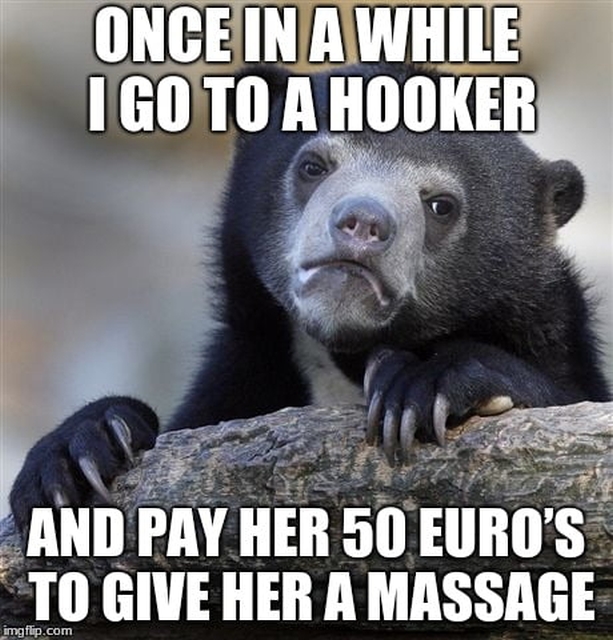 ONCE IN A WHILE
I GO TO A HOOKER
AND PAY HER 50 EURO'S
TO GIVE HER A MASSAGE
imgflip.com